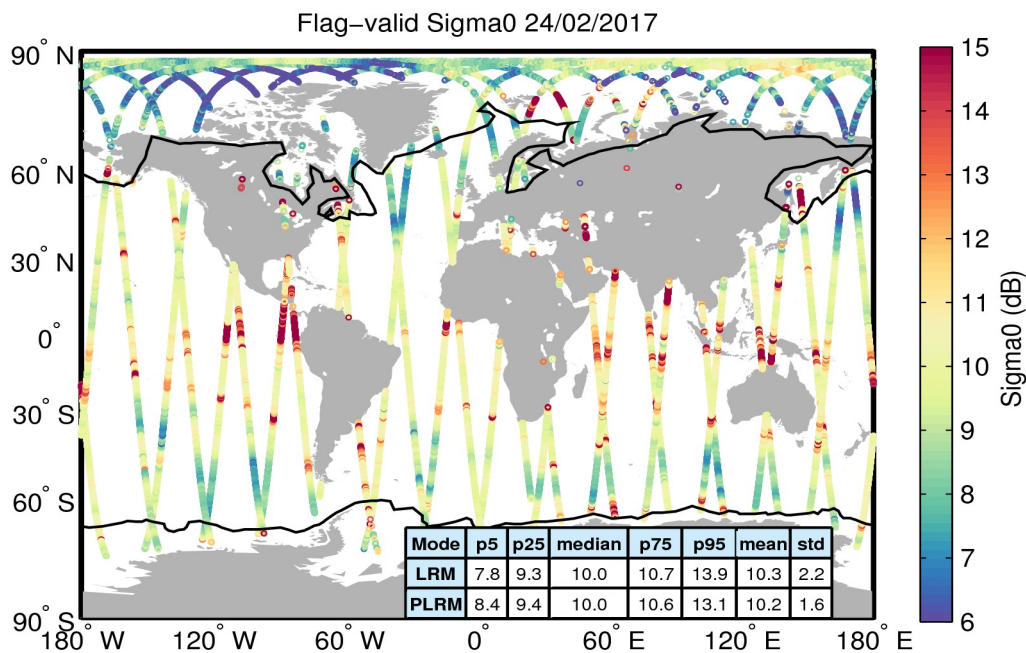 Flag−valid Sigma0 24/02/2017
90° N
60° N
30° N
0°
30° S
60° S
90° S
180° W
120° W
60° W
0°
60° E
120° E
180° E
Mode p5 p25 median p75 p95 mean std
LRM 7.8 9.3 10.0 10.7 13.9 10.3 2.2
PLRM 8.4 9.4 10.0 10.6 13.1 10.2 1.6
15
14
13
12
11
10
9
8
7
6
Sigma0 (dB)